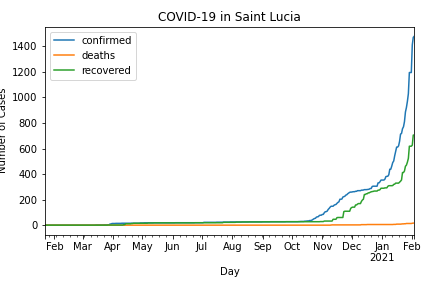 COVID-19 in Saint Lucia
confirmed
deaths
recovered
Number of Cases
1400
1200
1000
800
600
400
200
0
Feb Mar Apr May Jun Jul Aug Sep Oct Nov Dec Jan Feb
2021
Day